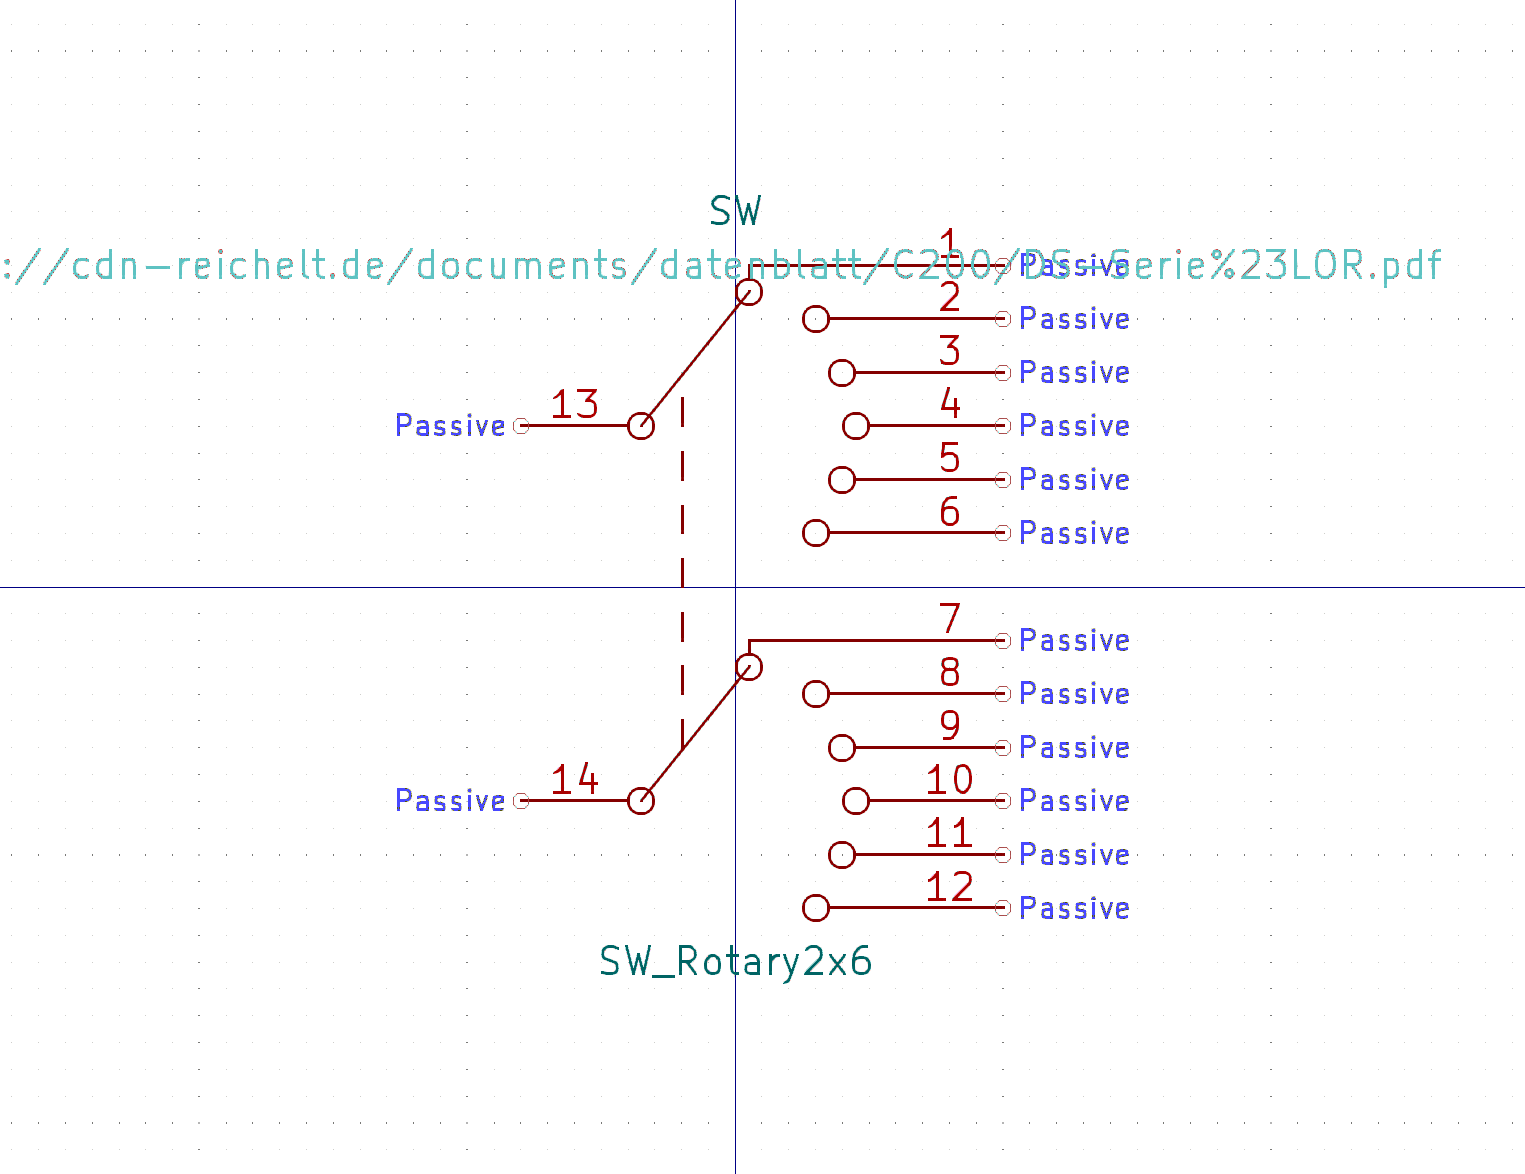 SW
1
://cdn-reichelt.de/documents/datenblatt/C200/DS-Serie%23LOR.pdf
Passive
2 Passive
3 Passive
13 4
Passive Passive
5 Passive
6 Passive
7 Passive
8 Passive
9 Passive
14 10
Passive Passive
11 Passive
12 Passive
SW_Rotary2x6